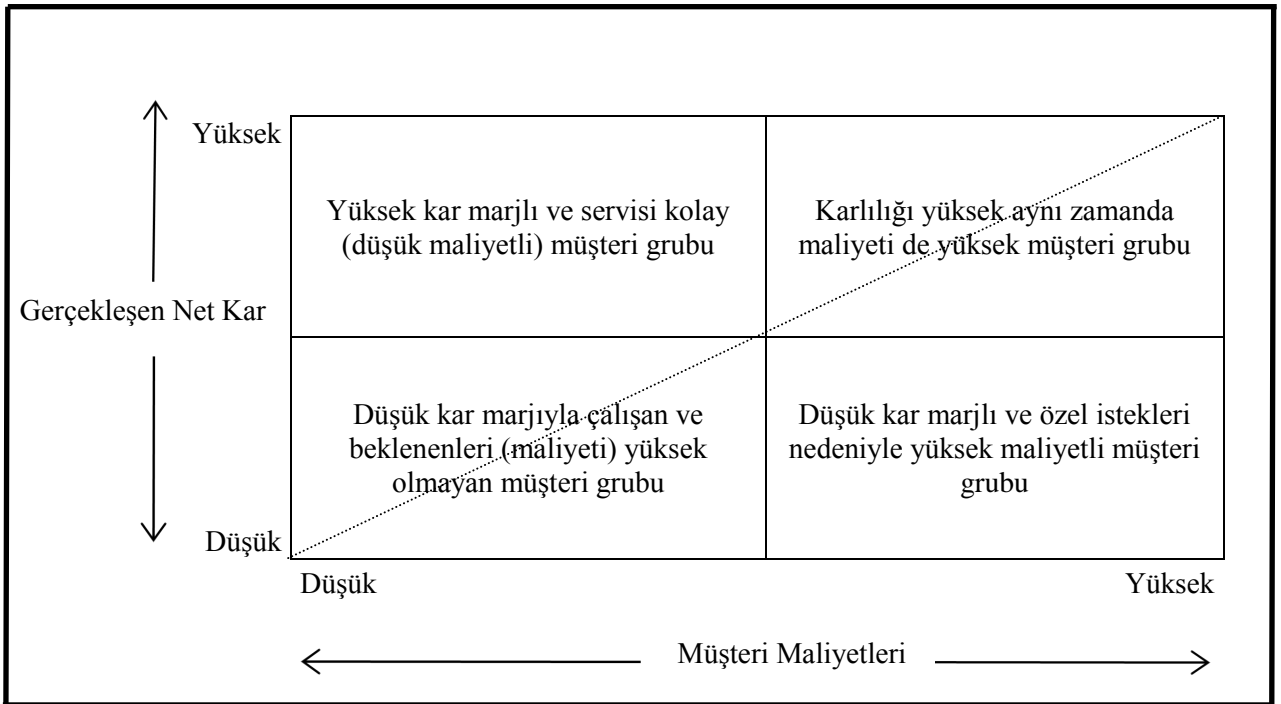 Yüksek
Yüksek kar marjlı ve servisi kolay
(düşük maliyetli) müşteri grubu
Karlılığı yüksek aynı zamanda
maliyeti de yüksek müşteri grubu
Gerçekleşen Net Kar
Düşük kar marjıyla çalışan ve
beklenenleri (maliyeti) yüksek
olmayan müşteri grubu
Düşük kar marjlı ve özel istekleri
nedeniyle yüksek maliyetli müşteri
grubu
Düşük
Düşük
Yüksek
Müşteri Maliyetleri